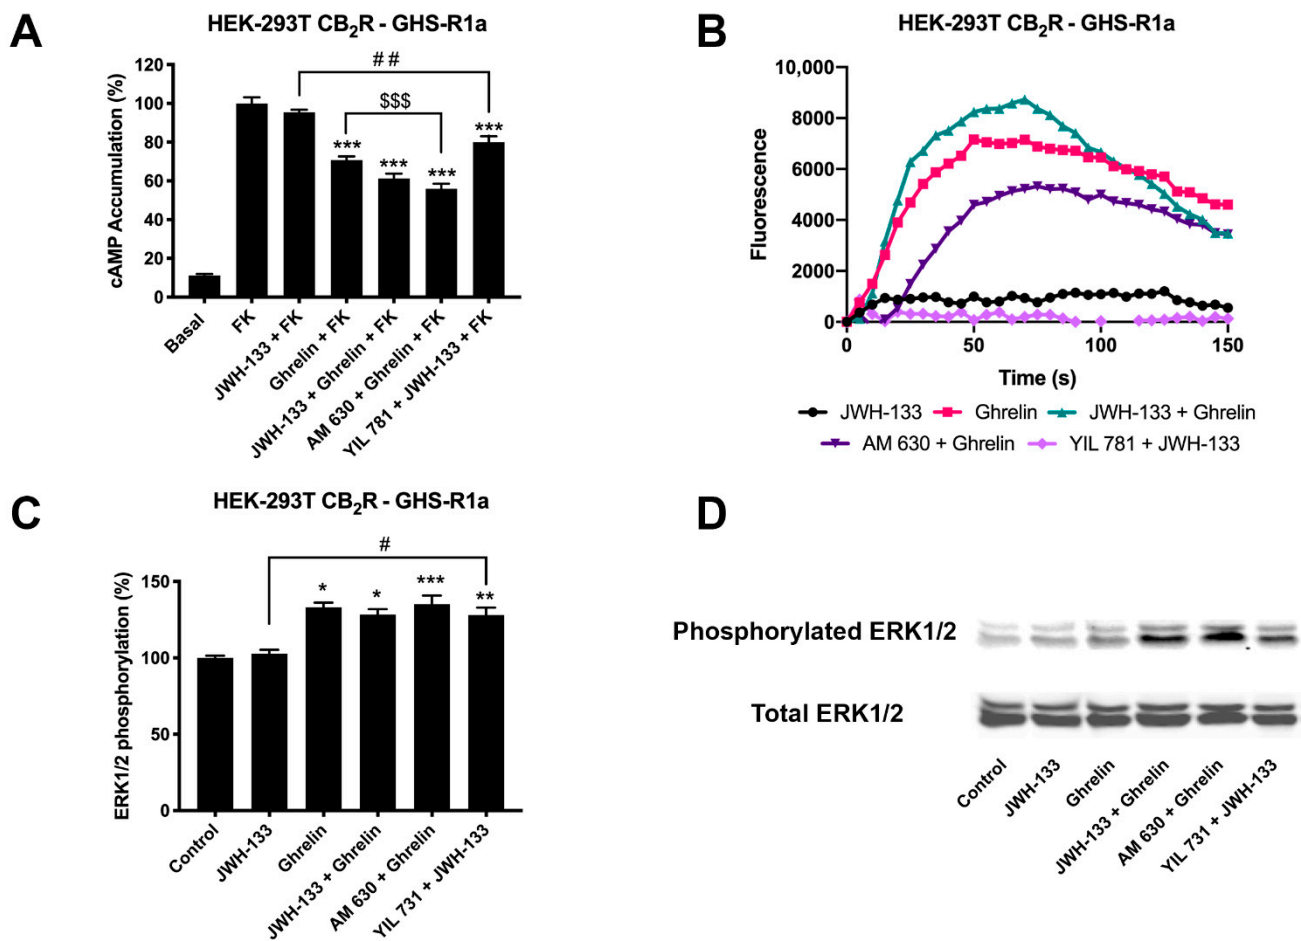 A
HEK-293T CB₂R - GHS-R1a
cAMP Accumulation (%)
120
100
80
60
40
20
0
# #
$$$
***
***
***
***
Basal
FK
JWH-133 + FK
Ghrelin + FK
JWH-133 + Ghrelin + FK
AM 630 + Ghrelin + FK
YIL 781 + JWH-133 + FK
B
HEK-293T CB₂R - GHS-R1a
Fluorescence
10,000
8000
6000
4000
2000
0
0
50
100
150
Time (s)
JWH-133
Ghrelin
JWH-133 + Ghrelin
AM 630 + Ghrelin
YIL 781 + JWH-133
C
HEK-293T CB₂R - GHS-R1a
ERK1/2 phosphorylation (%)
150
100
50
0
#
*
*
***
**
Control
JWH-133
Ghrelin
JWH-133 + Ghrelin
AM 630 + Ghrelin
YIL 731 + JWH-133
D
Phosphorylated ERK1/2
Total ERK1/2
Control
JWH-133
Ghrelin
JWH-133 + Ghrelin
AM 630 + Ghrelin
YIL 731 + JWH-133